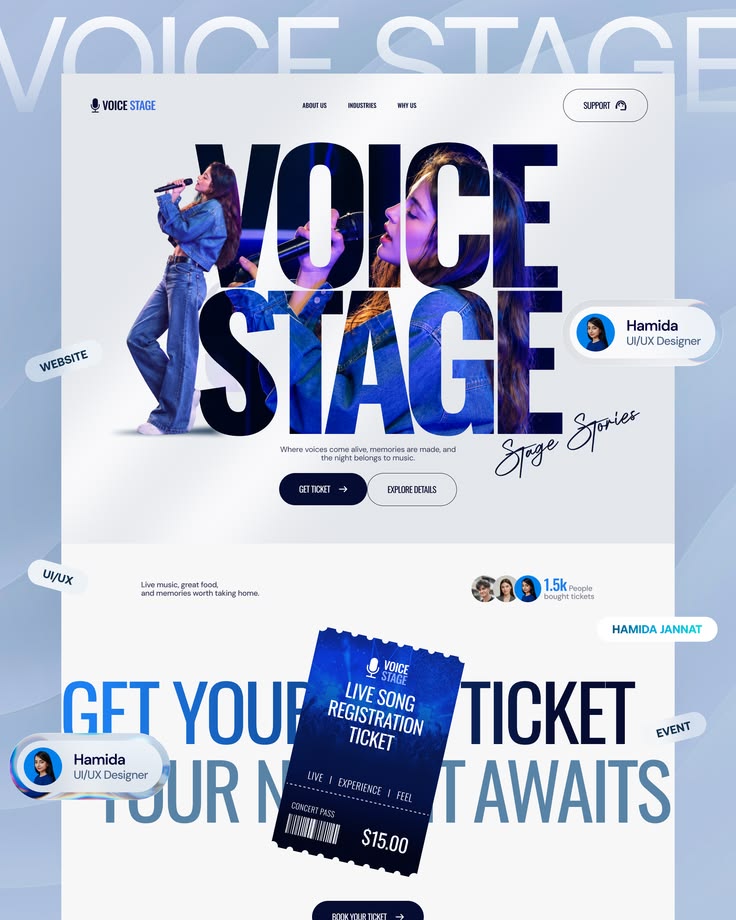 VOICE STAGE
VOICE STAGE
ABOUT US
INDUSTRIES
WHY US
SUPPORT
VOICE
STAGE
Hamida
UI/UX Designer
WEBSITE
Stage Stories
Where voices come alive, memories are made, and
the night belongs to music.
GET TICKET
EXPLORE DETAILS
UI/UX
Live music, great food,
and memories worth taking home.
1.5k People
bought tickets
HAMIDA JANNAT
VOICE
STAGE
LIVE SONG
REGISTRATION
TICKET
GET YOUR TICKET
EVENT
Hamida
UI/UX Designer
YOUR N T AWAITS
LIVE | EXPERIENCE | FEEL
CONCERT PASS
$15.00
BOOK YOUR TICKET